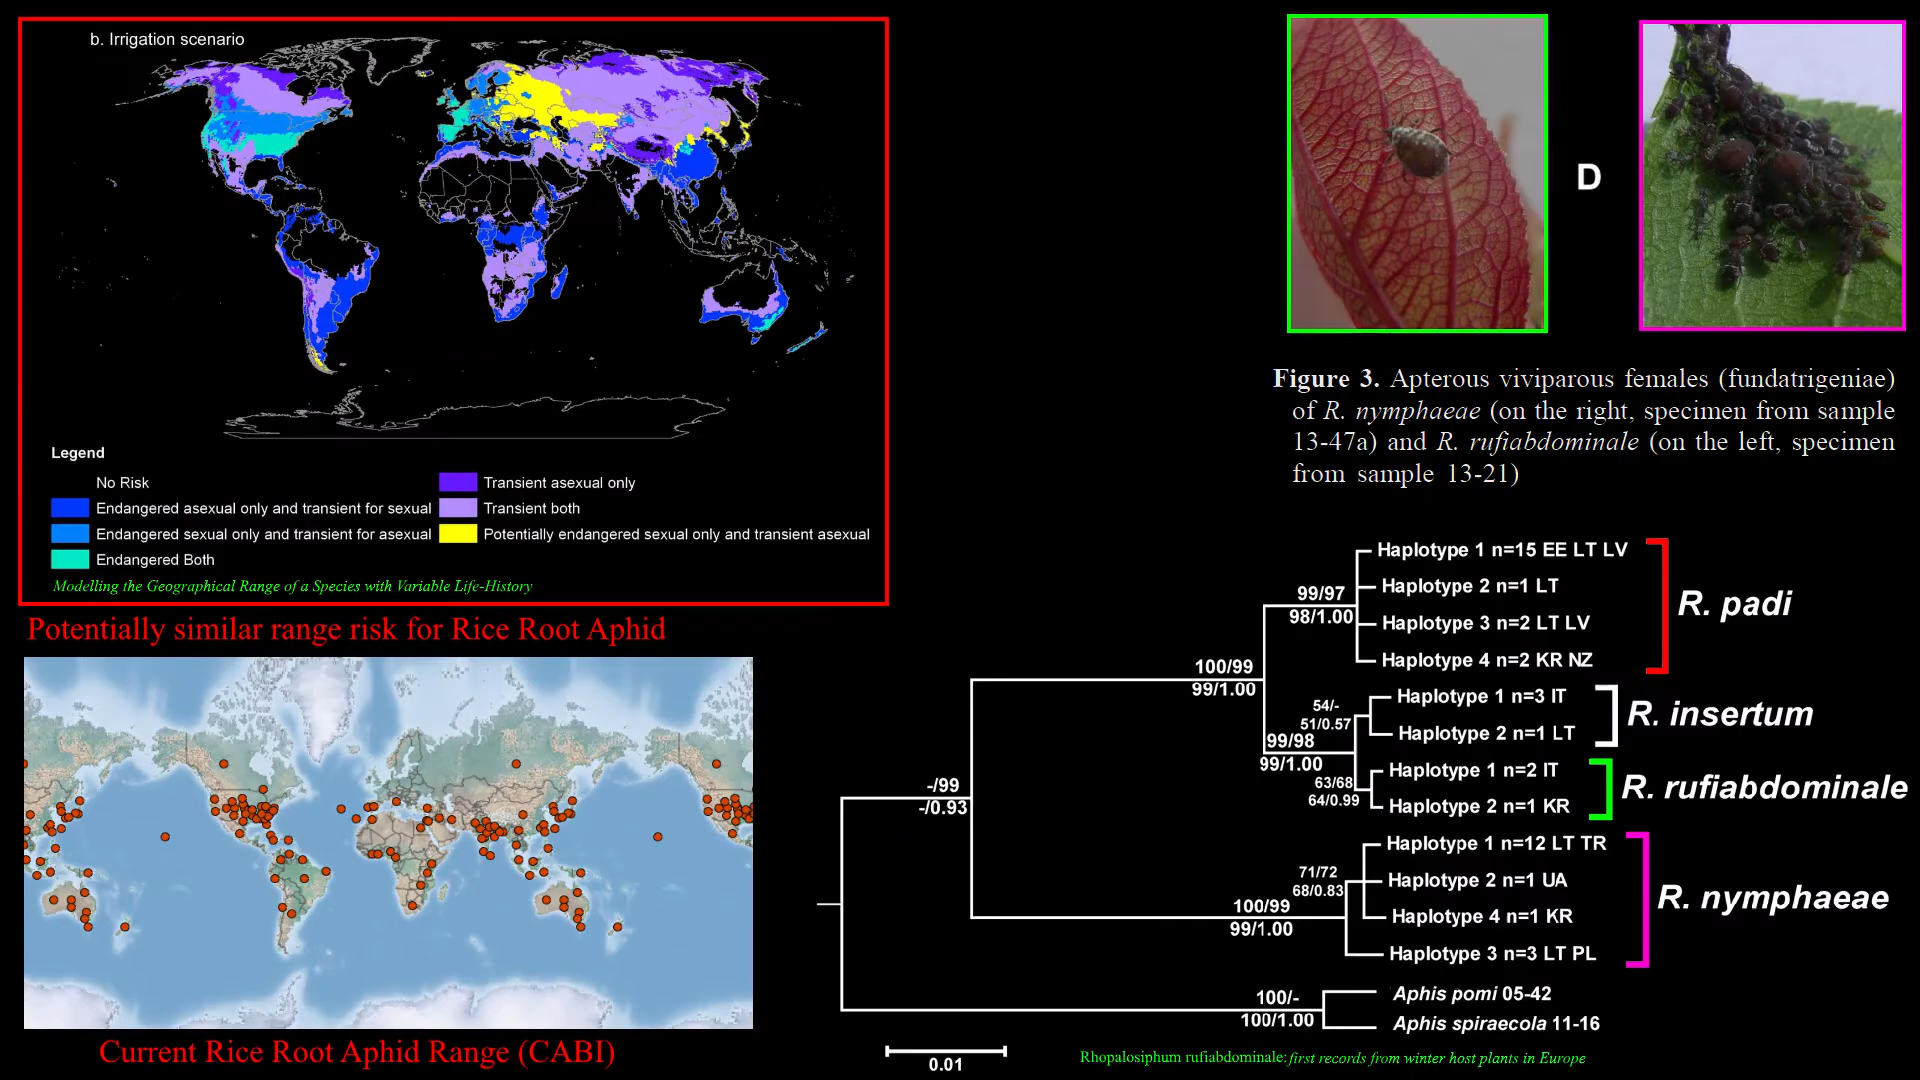 b. Irrigation scenario
Legend
No Risk
Endangered asexual only and transient for sexual
Endangered sexual only and transient for asexual
Endangered Both
Transient asexual only
Transient both
Potentially endangered sexual only and transient asexual
Modelling the Geographical Range of a Species with Variable Life-History
Potentially similar range risk for Rice Root Aphid
Current Rice Root Aphid Range (CABI)
D
Figure 3. Apterous viviparous females (fundatrigeniae)
of R. nymphaeae (on the right, specimen from sample
13-47a) and R. rufiabdominale (on the left, specimen
from sample 13-21)
Haplotype 1 n=15 EE LT LV
Haplotype 2 n=1 LT
Haplotype 3 n=2 LT LV
Haplotype 4 n=2 KR NZ
R. padi
99/97
98/1.00
100/99
99/1.00
Haplotype 1 n=3 IT
Haplotype 2 n=1 LT
R. insertum
54/-
51/0.57
99/98
99/1.00
Haplotype 1 n=2 IT
Haplotype 2 n=1 KR
R. rufiabdominale
63/68
64/0.99
-/99
-/0.93
Haplotype 1 n=12 LT TR
Haplotype 2 n=1 UA
Haplotype 4 n=1 KR
Haplotype 3 n=3 LT PL
R. nymphaeae
71/72
68/0.83
100/99
99/1.00
Aphis pomi 05-42
Aphis spiraecola 11-16
100/-
100/1.00
0.01
Rhopalosiphum rufiabdominale: first records from winter host plants in Europe